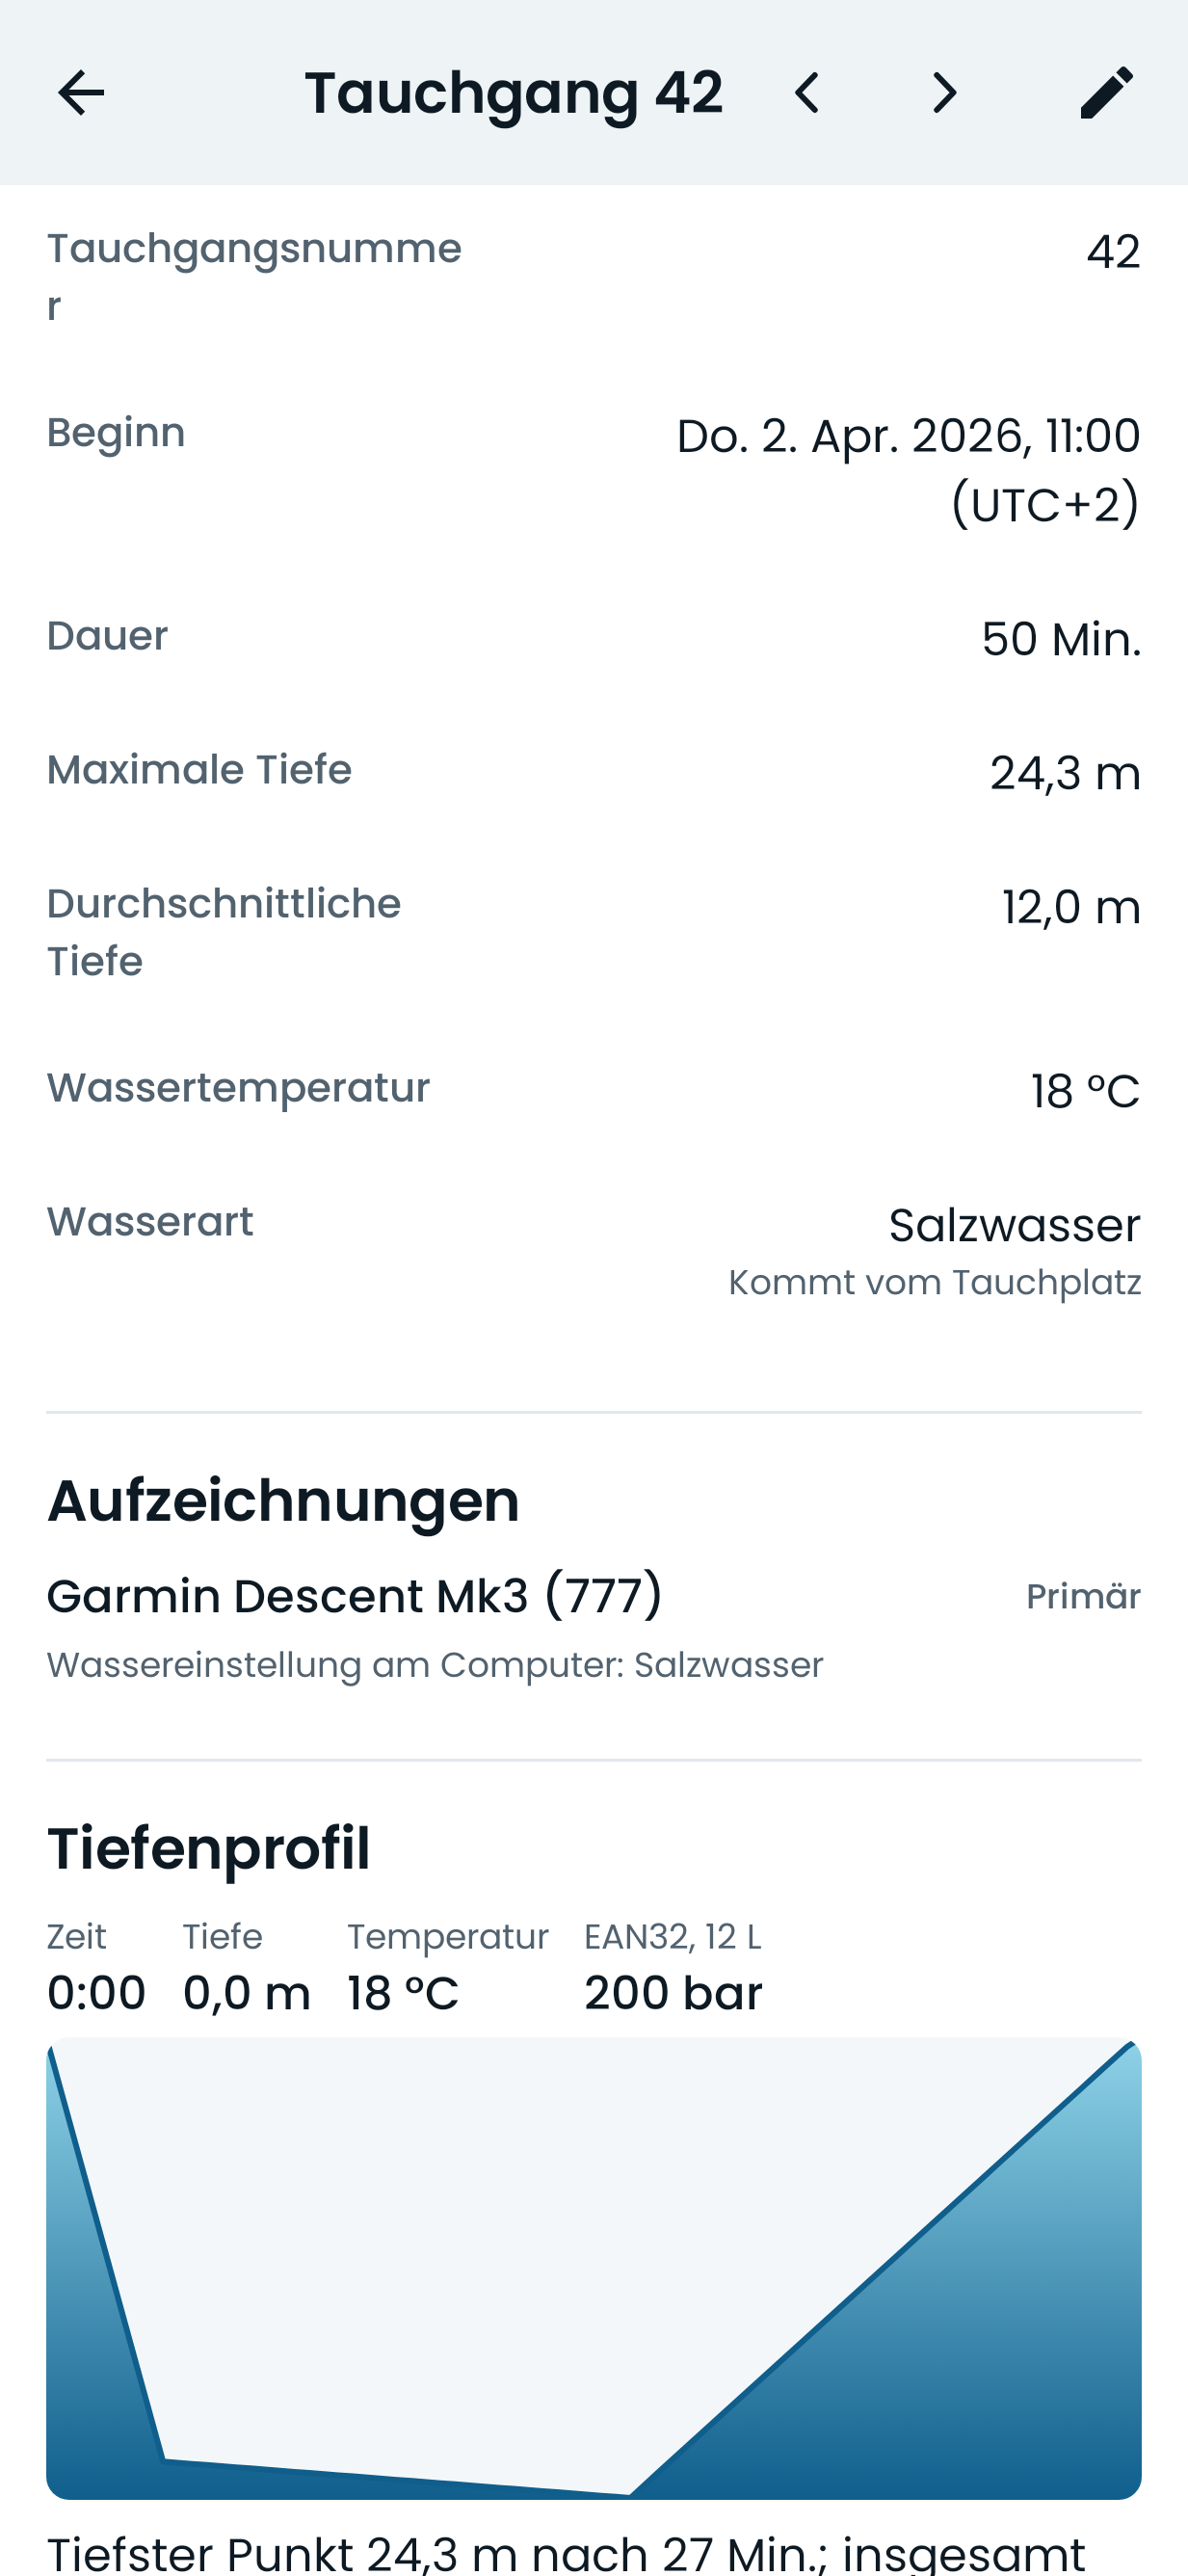 Tauchgang 42
Tauchgangsnumme
r
42
Beginn
Do. 2. Apr. 2026, 11:00
(UTC+2)
Dauer
50 Min.
Maximale Tiefe
24,3 m
Durchschnittliche
Tiefe
12,0 m
Wassertemperatur
18 °C
Wasserart
Salzwasser
Kommt vom Tauchplatz
Aufzeichnungen
Garmin Descent Mk3 (777)
Primär
Wassereinstellung am Computer: Salzwasser
Tiefenprofil
Zeit Tiefe Temperatur EAN32, 12 L
0:00 0,0 m 18 °C 200 bar
Tiefster Punkt 24,3 m nach 27 Min.; insgesamt